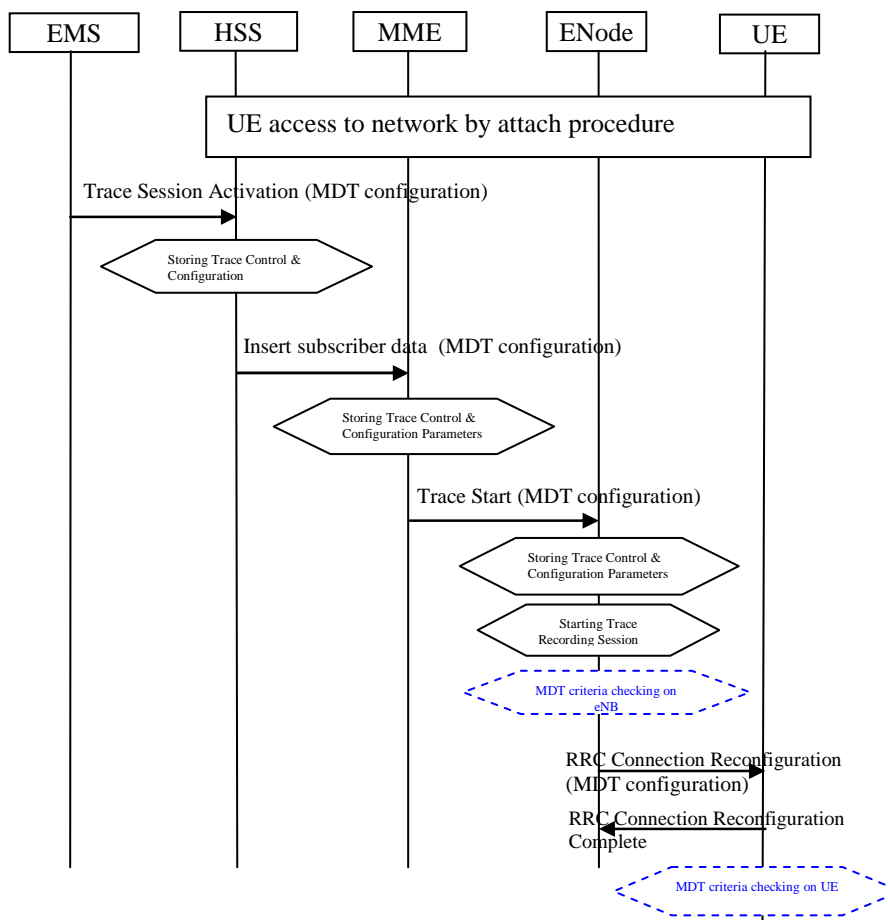 EMS
HSS
MME
ENode
UE
UE access to network by attach procedure
Trace Session Activation (MDT configuration)
Storing Trace Control &
Configuration
Insert subscriber data (MDT configuration)
Storing Trace Control &
Configuration Parameters
Trace Start (MDT configuration)
Storing Trace Control &
Configuration Parameters
Starting Trace
Recording Session
MDT criteria checking on
eNB
RRC Connection Reconfiguration
(MDT configuration)
RRC Connection Reconfiguration
Complete
MDT criteria checking on UE